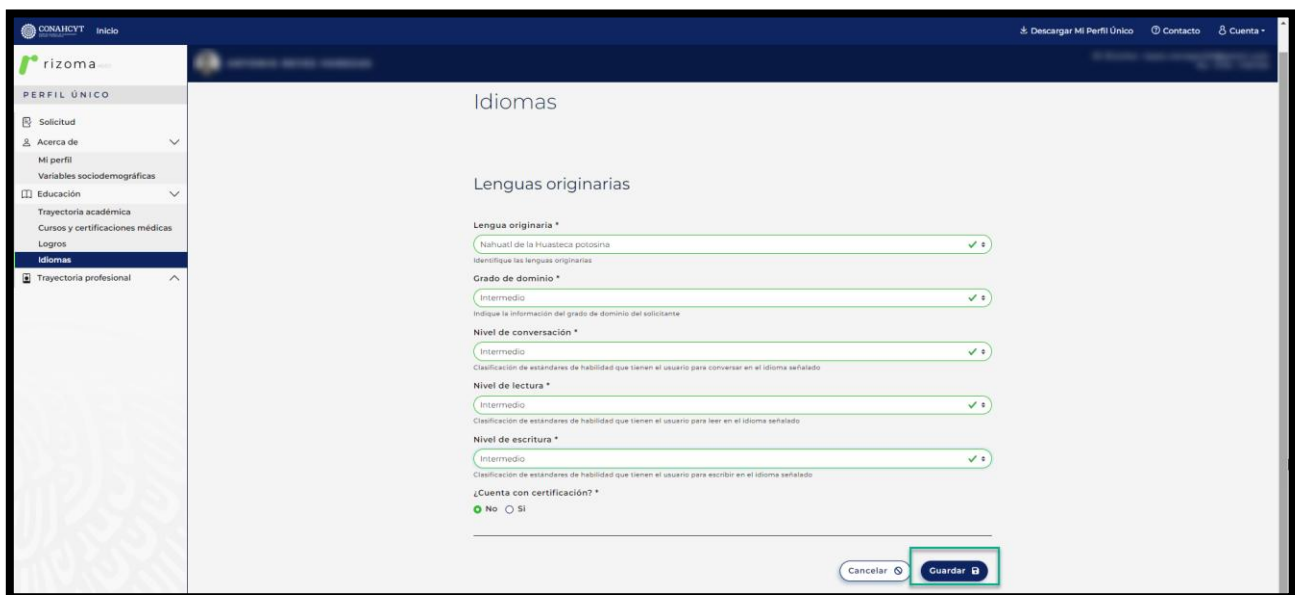 CONAHCYT Inicio
Descargar Mi Perfil Único Contacto Cuenta
rizoma
PERFIL ÚNICO
Solicitud
Acerca de
Mi perfil
Variables sociodemográficas
Educación
Trayectoria académica
Cursos y certificaciones médicas
Logros
Idiomas
Trayectoria profesional
Idiomas
Lenguas originarias
Lengua originaria *
Nahuatl de la Huasteca potosina
Identifique las lenguas originarias
Grado de dominio *
Intermedio
Indique la información del grado de dominio del solicitante
Nivel de conversación *
Intermedio
Clasificación de estándares de habilidad que tienen el usuario para converser en el idioma señalado
Nivel de lectura *
Intermedio
Clasificación de estándares de habilidad que tienen el usuario para leer en el idioma señalado
Nivel de escritura *
Intermedio
Clasificación de estándares de habilidad que tienen el usuario para escribir en el idioma señalado
¿Cuenta con certificación? *
No Si
Cancelar Guardar